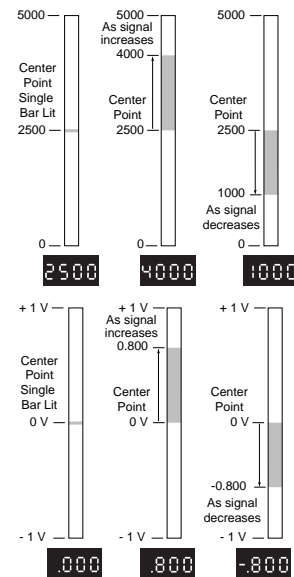 5000
Center
Point
Single
Bar Lit
2500
0
2500
5000
As signal
increases
4000
Center
Point
2500
0
4000
5000
Center
Point
2500
1000
As signal
decreases
0
1000
+ 1 V
Center
Point
Single
Bar Lit
0 V
- 1 V
.000
+ 1 V
As signal
increases
0.800
Center
Point
0 V
- 1 V
.800
+ 1 V
Center
Point
0 V
-0.800
As signal
decreases
- 1 V
-.800